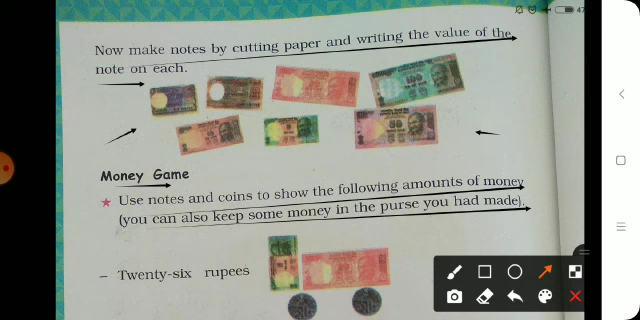 Now make notes by cutting paper and writing the value of the
note on each.
100
50
Money Game
★ Use notes and coins to show the following amounts of money
(you can also keep some money in the purse you had made).
– Twenty-six rupees